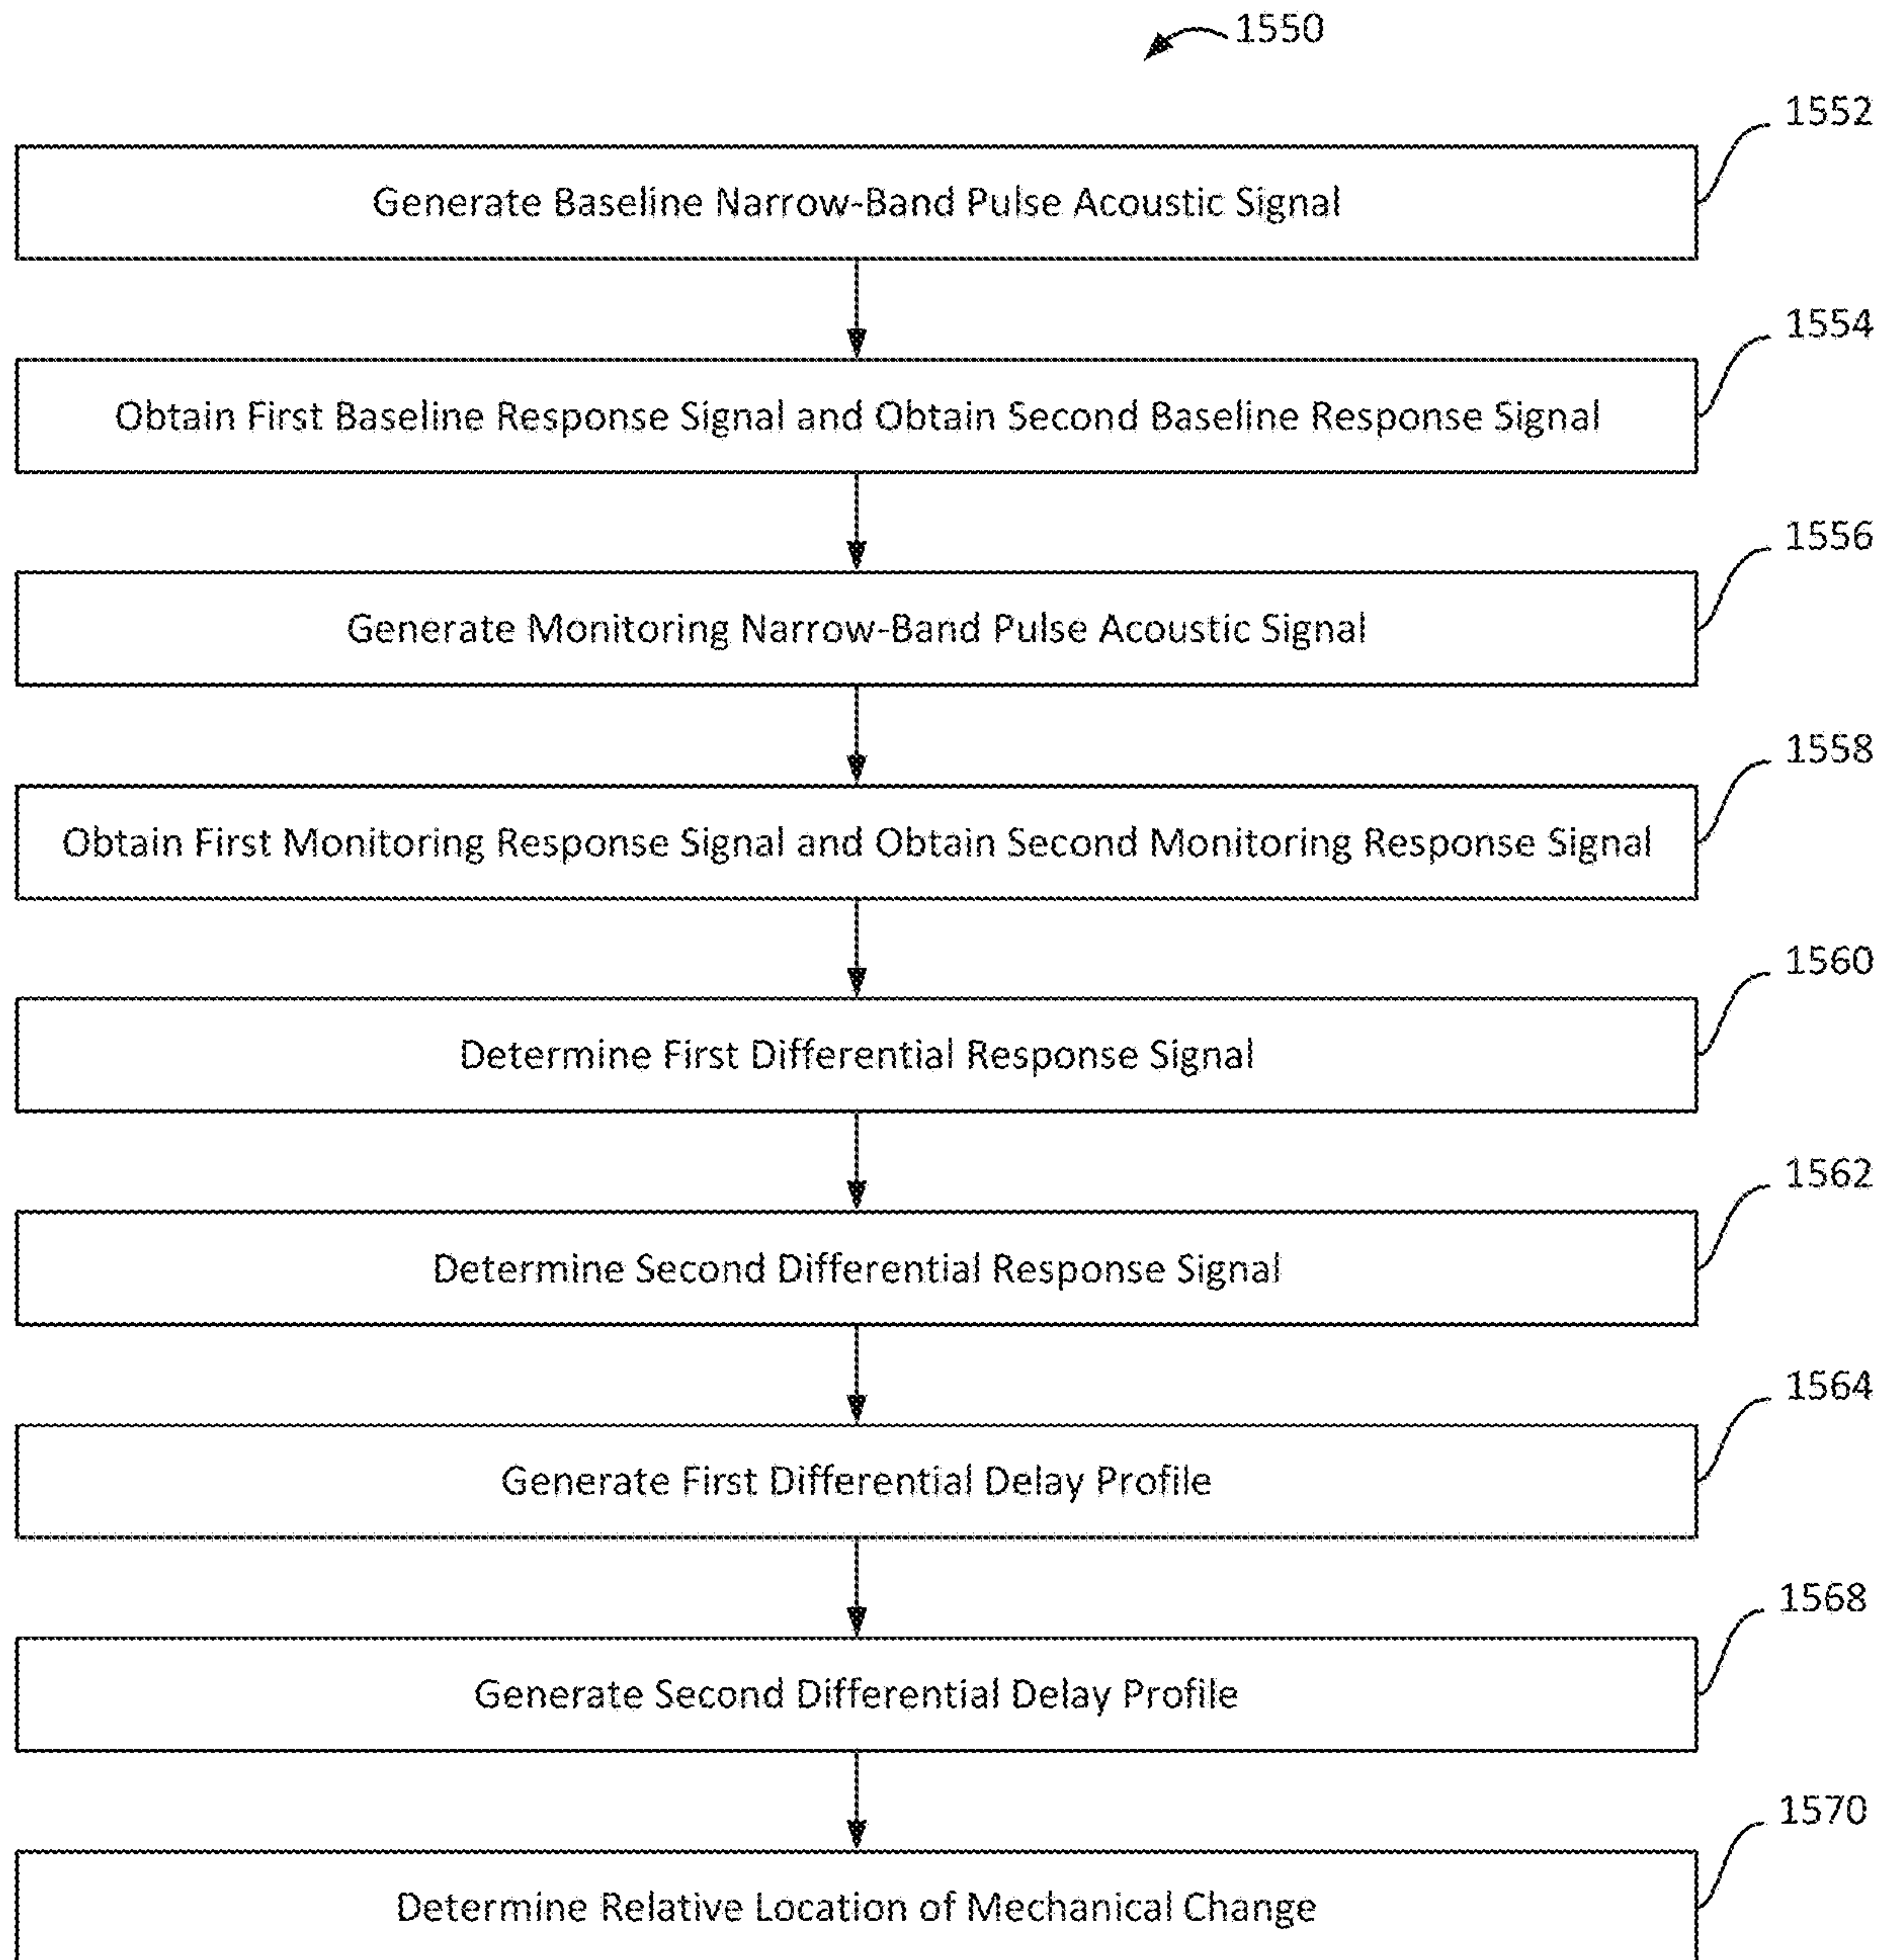 1550
1552
Generate Baseline Narrow-Band Pulse Acoustic Signal
1554
Obtain First Baseline Response Signal and Obtain Second Baseline Response Signal
1556
Generate Monitoring Narrow-Band Pulse Acoustic Signal
1558
Obtain First Monitoring Response Signal and Obtain Second Monitoring Response Signal
1560
Determine First Differential Response Signal
1562
Determine Second Differential Response Signal
1564
Generate First Differential Delay Profile
1568
Generate Second Differential Delay Profile
1570
Determine Relative Location of Mechanical Change